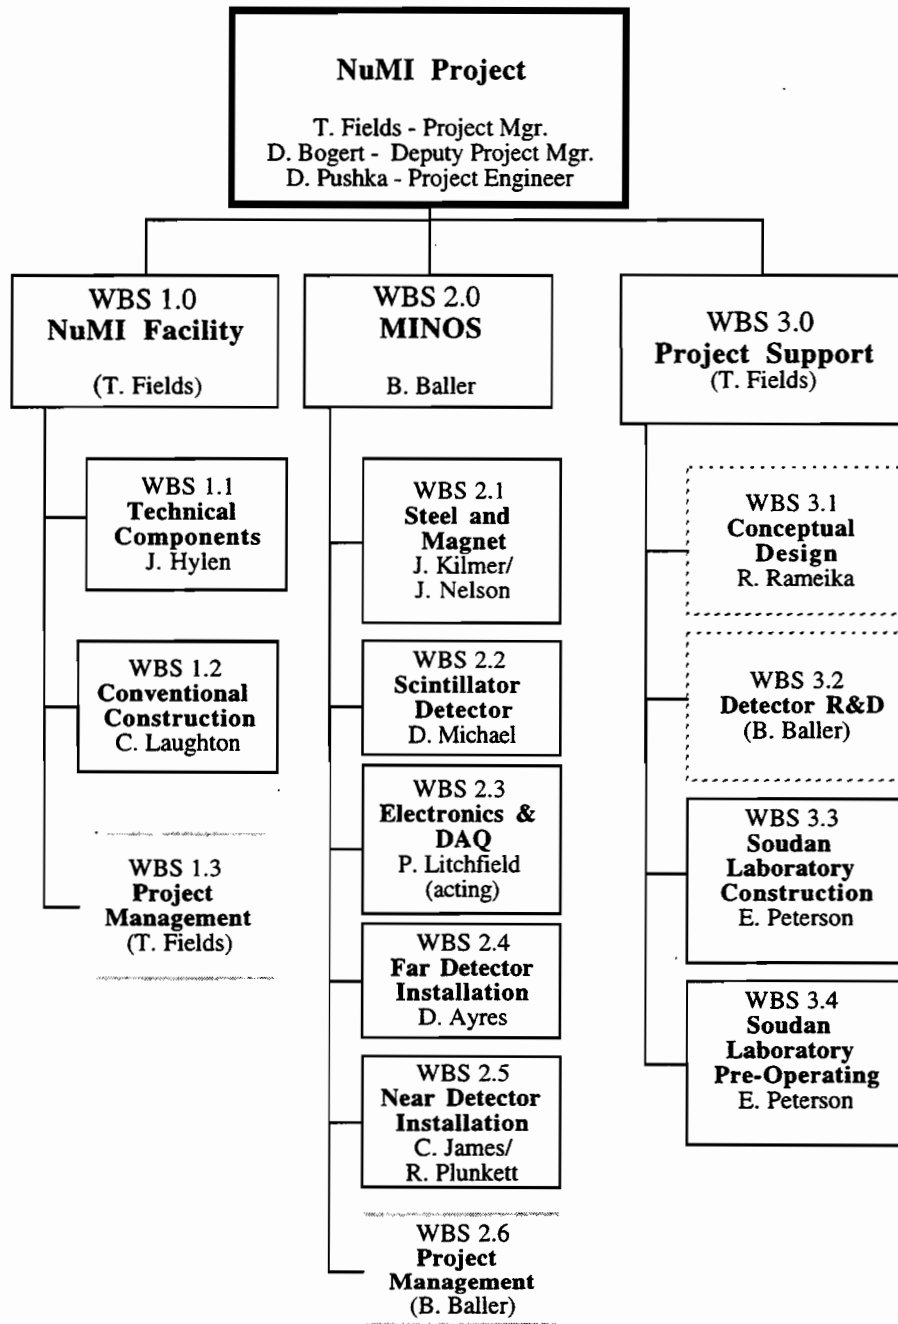 NuMI Project
T. Fields - Project Mgr.
D. Bogert - Deputy Project Mgr.
D. Pushka - Project Engineer
WBS 1.0
NuMI Facility
(T. Fields)
WBS 1.1
Technical
Components
J. Hylen
WBS 1.2
Conventional
Construction
C. Laughton
WBS 1.3
Project
Management
(T. Fields)
WBS 2.0
MINOS
B. Baller
WBS 2.1
Steel and
Magnet
J. Kilmer/
J. Nelson
WBS 2.2
Scintillator
Detector
D. Michael
WBS 2.3
Electronics &
DAQ
P. Litchfield
(acting)
WBS 2.4
Far Detector
Installation
D. Ayres
WBS 2.5
Near Detector
Installation
C. James/
R. Plunkett
WBS 2.6
Project
Management
(B. Baller)
WBS 3.0
Project Support
(T. Fields)
WBS 3.1
Conceptual
Design
R. Rameika
WBS 3.2
Detector R&D
(B. Baller)
WBS 3.3
Soudan
Laboratory
Construction
E. Peterson
WBS 3.4
Soudan
Laboratory
Pre-Operating
E. Peterson